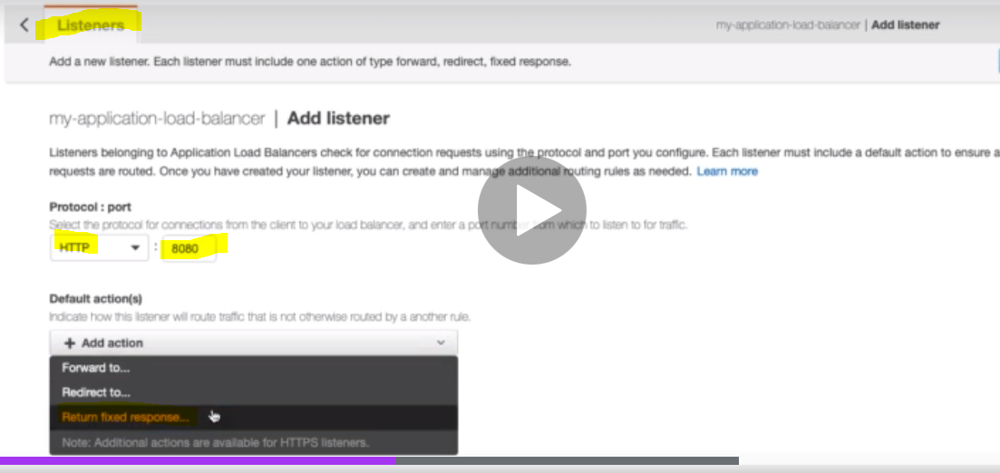 Listeners
my-application-load-balancer | Add listener
Add a new listener. Each listener must include one action of type forward, redirect, fixed response.
my-application-load-balancer | Add listener
Listeners belonging to Application Load Balancers check for connection requests using the protocol and port you configure. Each listener must include a default action to ensure a
requests are routed. Once you have created your listener, you can create and manage additional routing rules as needed. Learn more
Protocol : port
Select the protocol for connections from the client to your load balancer, and enter a port number from which to listen to for traffic.
HTTP : 8080
Default action(s)
Indicate how this listener will route traffic that is not otherwise routed by a another rule.
+ Add action
Forward to...
Redirect to...
Return fixed response...
Note: Additional actions are available for HTTPS listeners.